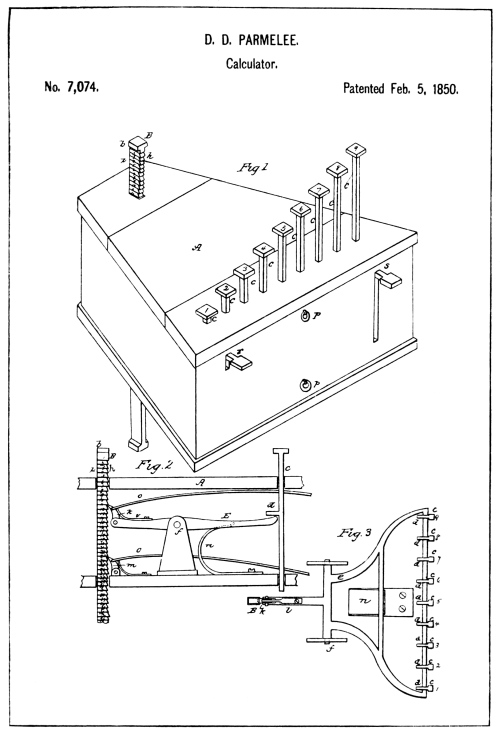 D. D. PARMELEE.
Calculator.
No. 7,074.
Patented Feb. 5, 1850.
Fig 1
b
B
x
h
A
1
2
3
4
5
6
7
8
9
c
c
c
c
c
c
c
c
c
s
r
p
p
Fig. 2
b
B
h
A
c
o
k
m
E
d
f
n
o
m
m
m
Fig. 3
B
k
l
e
f
n
d
c
9
d
c
8
d
c
7
d
c
6
d
c
5
d
c
4
d
c
3
d
c
2
d
c
1